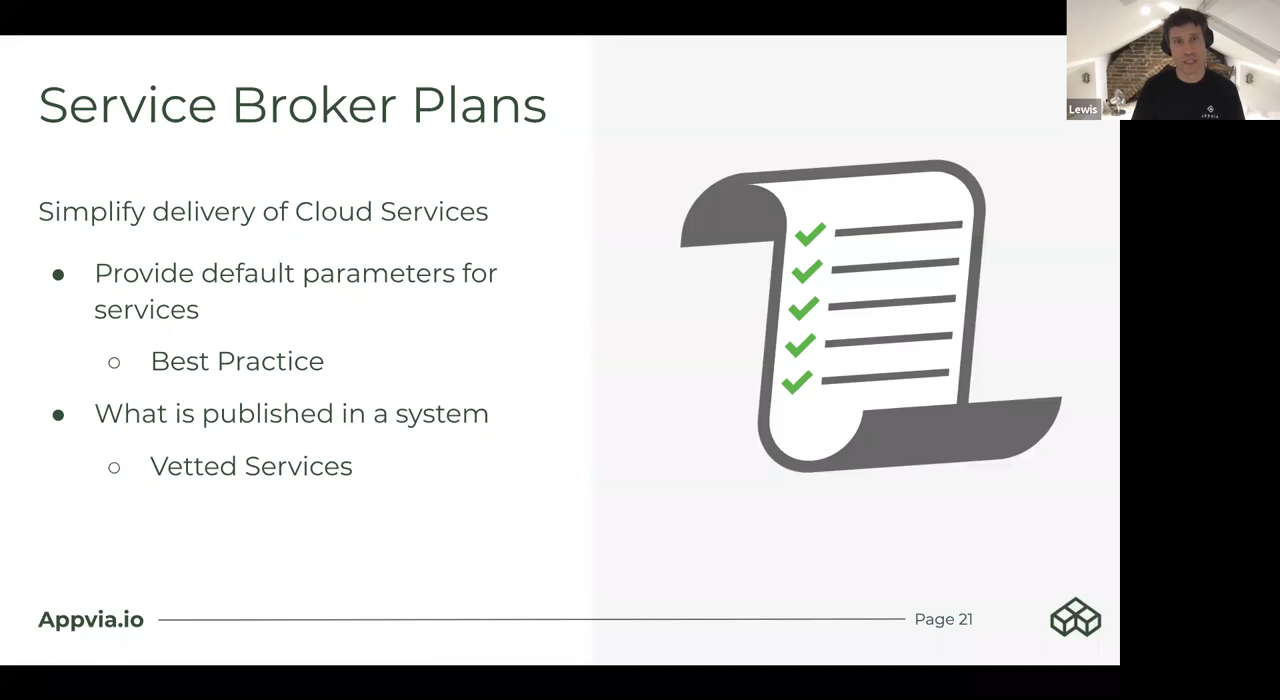 Service Broker Plans
Lewis
Simplify delivery of Cloud Services
● Provide default parameters for
services
○ Best Practice
● What is published in a system
○ Vetted Services
Appvia.io
Page 21